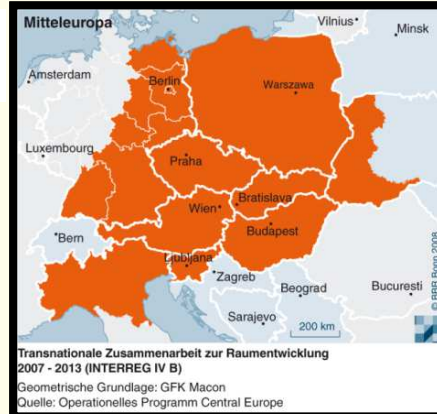 Mitteleuropa
Vilnius
Minsk
Amsterdam
Berlin
Warszawa
Luxembourg
Praha
Wien
Bratislava
Budapest
Bern
Ljubljana
Zagreb
Beograd
Bucuresti
Sarajevo
200 km
© BBR Bonn 2008
Transnationale Zusammenarbeit zur Raumentwicklung
2007 - 2013 (INTERREG IV B)
Geometrische Grundlage: GFK Macon
Quelle: Operationelles Programm Central Europe